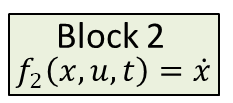 Block 2
f₂(x,u,t) = ẋ